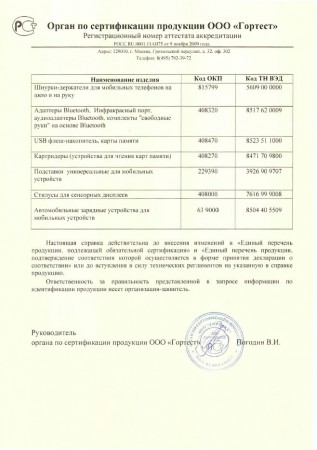 Орган по сертификации продукции ООО «Гортест»
Регистрационный номер аттестата аккредитации
РОСС RU.0001.11АЯ75 от 9 ноября 2009 года
Адрес: 129010, г. Москва, Грохольский переулок, д. 32, оф. 302
Телефон: 8(495)792-39-72
Наименование изделия Код ОКП Код ТН ВЭД
Шнурки-держатели для мобильных телефонов на шею и на руку 815799 5609 00 0000
Адаптеры Bluetooth, Инфракрасный порт, аудиоадаптеры Bluetooth, комплекты "свободные руки" на основе Bluetooth 408320 8517 62 0009
USB флеш-накопитель, карты памяти 408470 8523 51 1000
Картридеры (устройства для чтения карт памяти) 408270 8471 70 9800
Подставки универсальные для мобильных устройств 229390 3926 90 9707
Стилусы для сенсорных дисплеев 408000 7616 99 9008
Автомобильные зарядные устройства для мобильных устройств 63 9000 8504 40 5509
Настоящая справка действительна до внесения изменений в «Единый перечень
продукции, подлежащей обязательной сертификации» и «Единый перечень продукции,
подтверждение соответствия которой осуществляется в форме принятия декларации о
соответствии» или до вступления в силу технических регламентов на указанную в справке
продукцию.
Ответственность за правильность представленной в запросе информации по
идентификации продукции несет организация-заявитель.
Руководитель
органа по сертификации продукции ООО «Гортест» Погодин В.И.